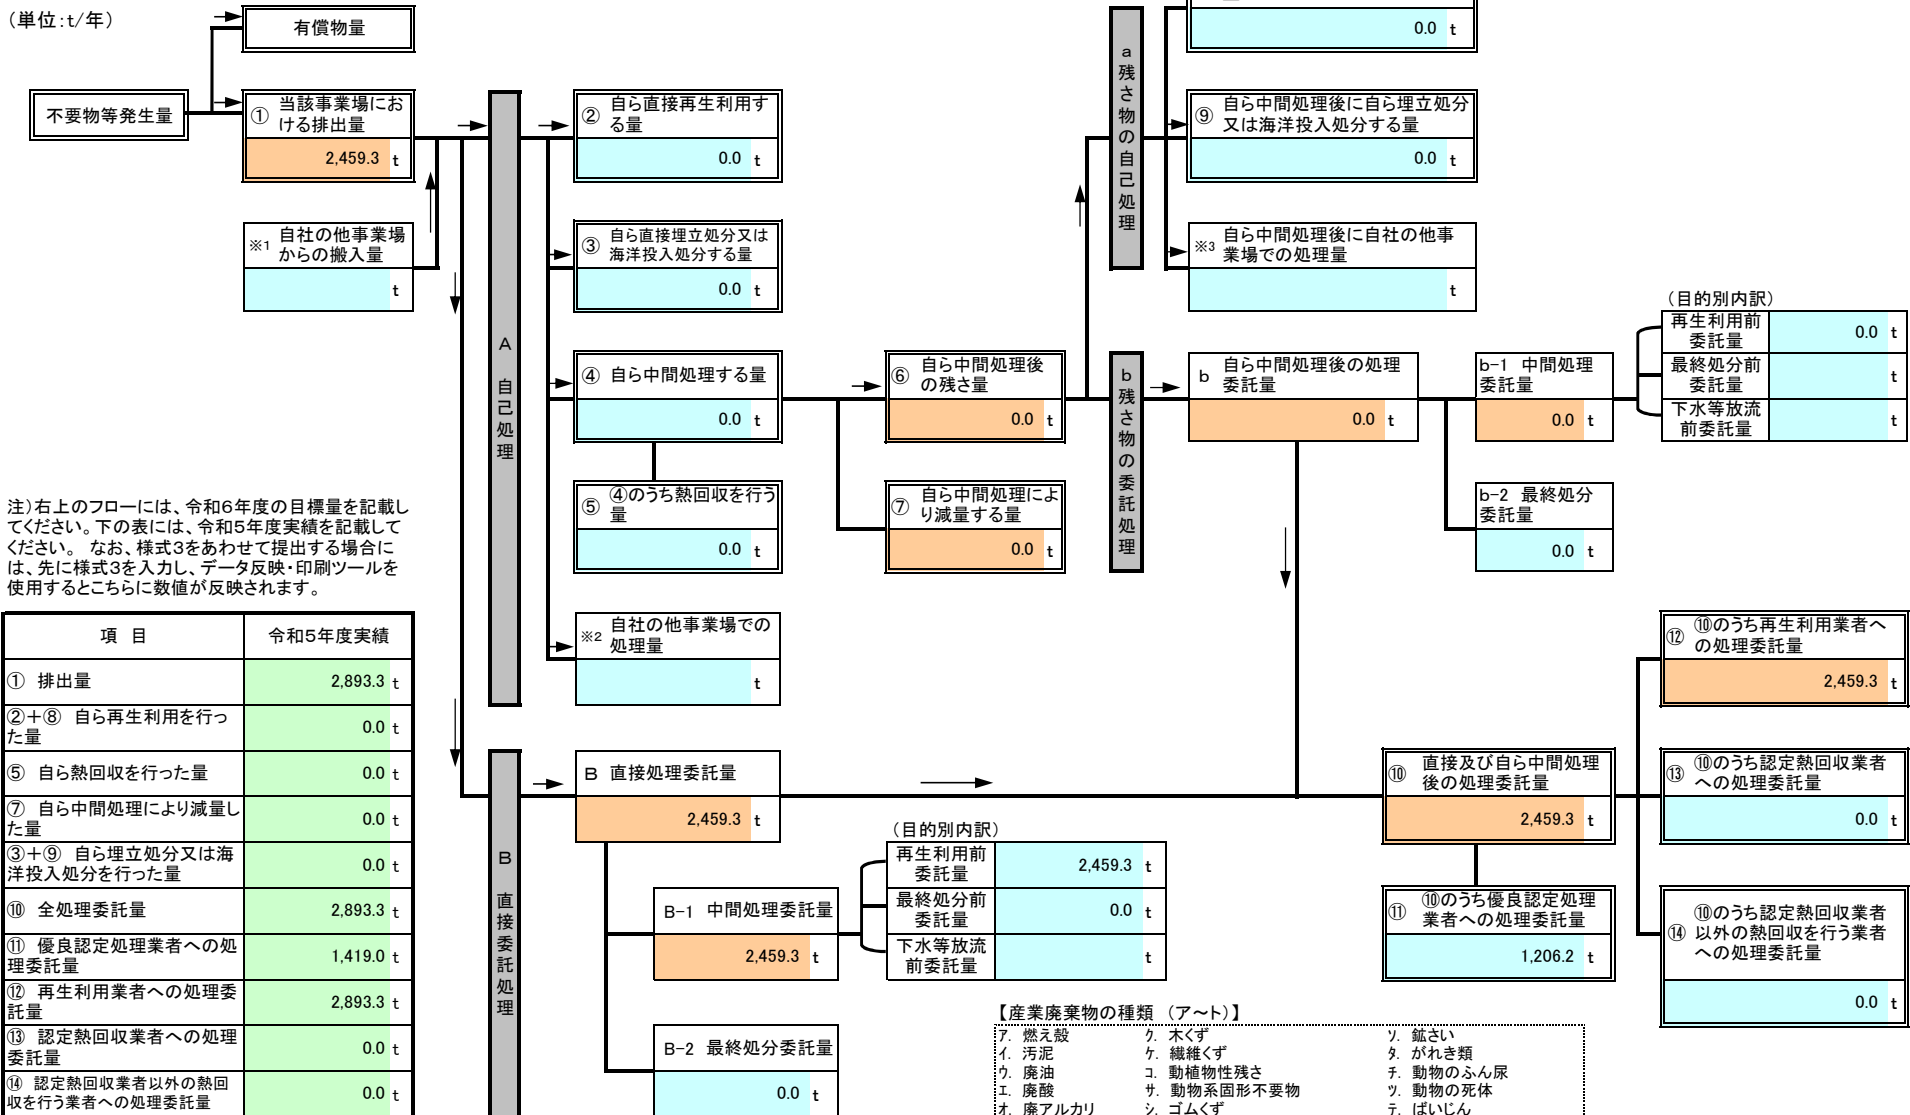 （単位：t/年）
有償物量
不要物等発生量
① 当該事業場にお
ける排出量
2,459.3 t
※1 自社の他事業場
からの搬入量
t
A 自己処理
② 自ら直接再生利用す
る量
0.0 t
③ 自ら直接埋立処分又は
海洋投入処分する量
0.0 t
④ 自ら中間処理する量
0.0 t
⑤ ④のうち熱回収を行う
量
0.0 t
※2 自社の他事業場での
処理量
t
⑥ 自ら中間処理後
の残さ量
0.0 t
⑦ 自ら中間処理によ
り減量する量
0.0 t
a 残さ物の自己処理
0.0 t
⑨ 自ら中間処理後に自ら埋立処分
又は海洋投入処分する量
0.0 t
※3 自ら中間処理後に自社の他事
業場での処理量
t
b 残さ物の委託処理
b 自ら中間処理後の処理
委託量
0.0 t
b-1 中間処理
委託量
0.0 t
（目的別内訳）
再生利用前
委託量
0.0 t
最終処分前
委託量
t
下水等放流
前委託量
t
b-2 最終処分
委託量
0.0 t
注）右上のフローには、令和６年度の目標量を記載し
てください。下の表には、令和５年度実績を記載して
ください。 なお、様式３をあわせて提出する場合に
は、先に様式３を入力し、データ反映・印刷ツールを
使用するとこちらに数値が反映されます。
項 目 令和５年度実績
① 排出量 2,893.3 t
②＋⑧ 自ら再生利用を行っ
た量 0.0 t
⑤ 自ら熱回収を行った量 0.0 t
⑦ 自ら中間処理により減量し
た量 0.0 t
③＋⑨ 自ら埋立処分又は海
洋投入処分を行った量 0.0 t
⑩ 全処理委託量 2,893.3 t
⑪ 優良認定処理業者への処
理委託量 1,419.0 t
⑫ 再生利用業者への処理委
託量 2,893.3 t
⑬ 認定熱回収業者への処理
委託量 0.0 t
⑭ 認定熱回収業者以外の熱回
収を行う業者への処理委託量 0.0 t
B 直接委託処理
B 直接処理委託量
2,459.3 t
B-1 中間処理委託量
2,459.3 t
（目的別内訳）
再生利用前
委託量
2,459.3 t
最終処分前
委託量
0.0 t
下水等放流
前委託量
t
B-2 最終処分委託量
0.0 t
⑩ 直接及び自ら中間処理
後の処理委託量
2,459.3 t
⑪ ⑩のうち優良認定処理
業者への処理委託量
1,206.2 t
⑫ ⑩のうち再生利用業者へ
の処理委託量
2,459.3 t
⑬ ⑩のうち認定熱回収業者
への処理委託量
0.0 t
⑭ ⑩のうち認定熱回収業者
以外の熱回収を行う業者
への処理委託量
0.0 t
【産業廃棄物の種類 （ア～ト）】
ア. 燃え殻 ク. 木くず ソ. 鉱さい
イ. 汚泥 ケ. 繊維くず タ. がれき類
ウ. 廃油 コ. 動植物性残さ チ. 動物のふん尿
エ. 廃酸 サ. 動物系固形不要物 ツ. 動物の死体
オ. 廃アルカリ シ. ゴムくず テ. ばいじん